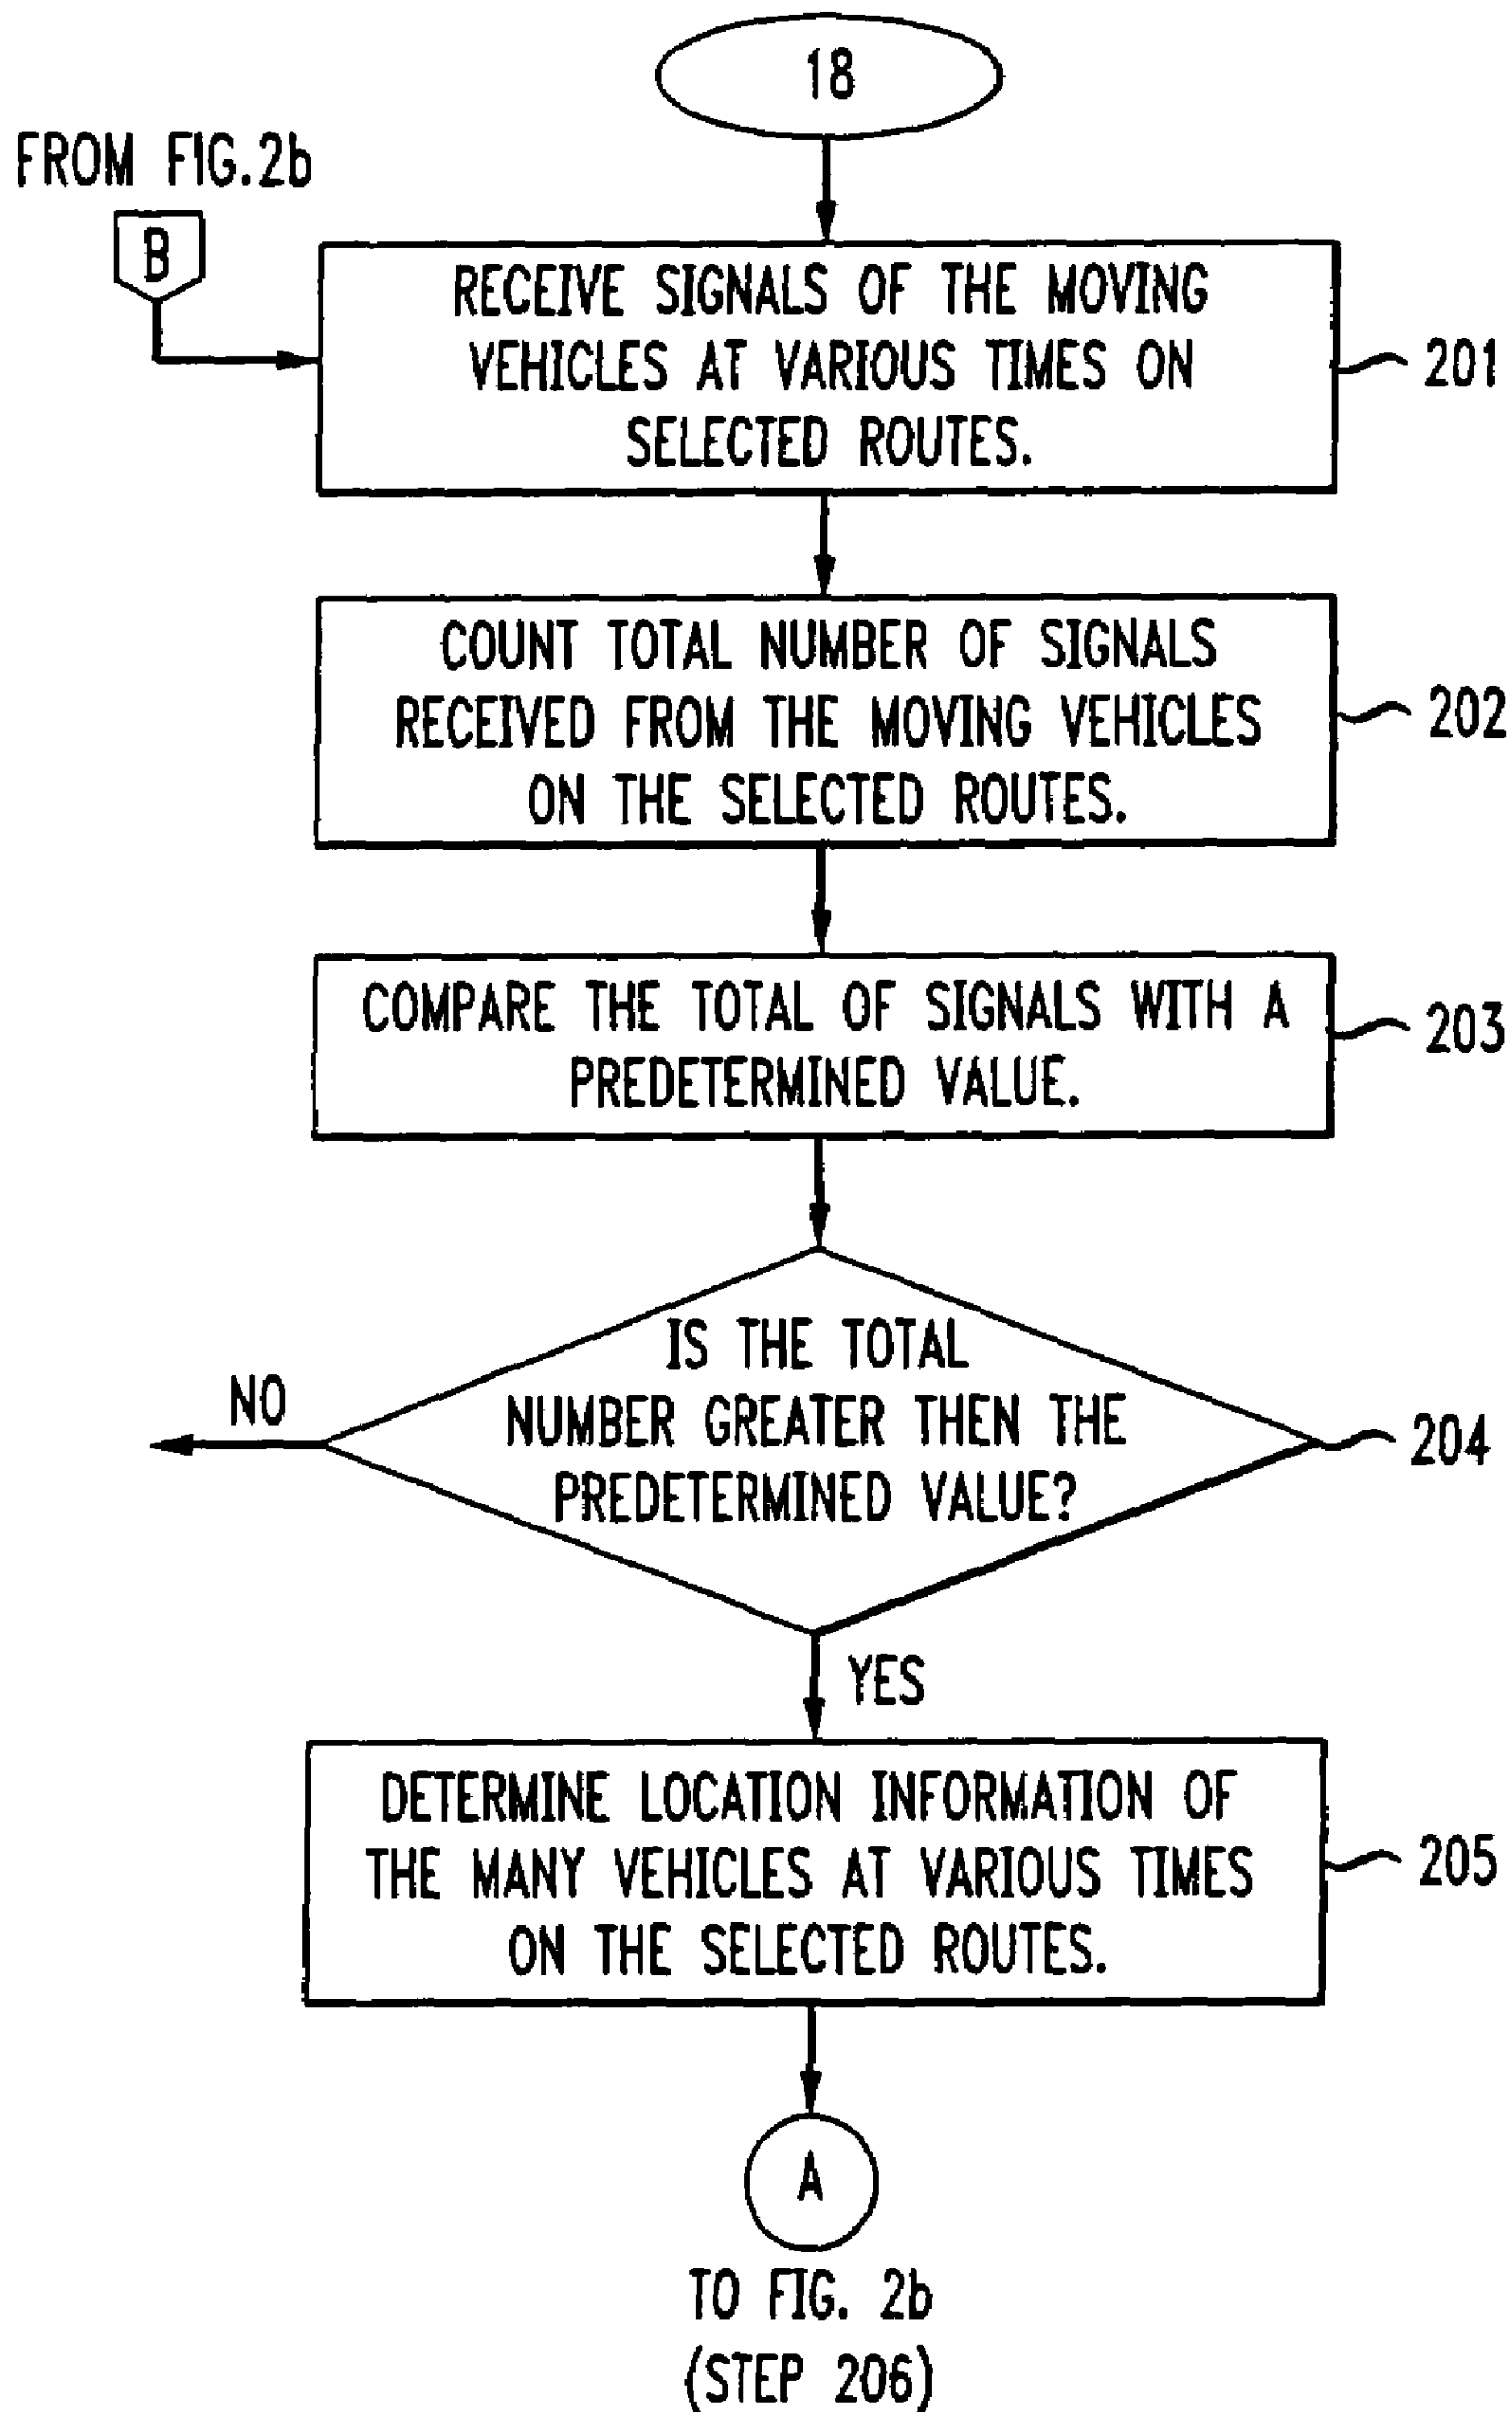 18
FROM FIG.2b
B
RECEIVE SIGNALS OF THE MOVING
VEHICLES AT VARIOUS TIMES ON
SELECTED ROUTES.
201
COUNT TOTAL NUMBER OF SIGNALS
RECEIVED FROM THE MOVING VEHICLES
ON THE SELECTED ROUTES.
202
COMPARE THE TOTAL OF SIGNALS WITH A
PREDETERMINED VALUE.
203
IS THE TOTAL
NUMBER GREATER THEN THE
PREDETERMINED VALUE?
204
NO
YES
DETERMINE LOCATION INFORMATION OF
THE MANY VEHICLES AT VARIOUS TIMES
ON THE SELECTED ROUTES.
205
A
TO FIG. 2b
(STEP 206)